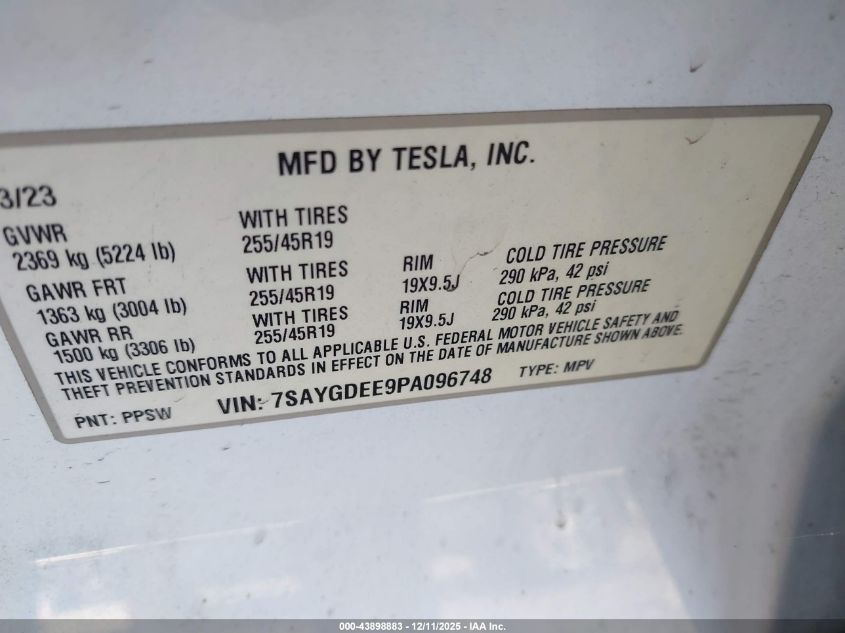 MFD BY TESLA, INC.
3/23
GVWR
2369 kg (5224 lb)
WITH TIRES
255/45R19
GAWR FRT
1363 kg (3004 lb)
WITH TIRES
255/45R19
RIM
19X9.5J
COLD TIRE PRESSURE
290 kPa, 42 psi
GAWR RR
1500 kg (3306 lb)
WITH TIRES
255/45R19
RIM
19X9.5J
COLD TIRE PRESSURE
290 kPa, 42 psi
THIS VEHICLE CONFORMS TO ALL APPLICABLE U.S. FEDERAL MOTOR VEHICLE SAFETY AND
THEFT PREVENTION STANDARDS IN EFFECT ON THE DATE OF MANUFACTURE SHOWN ABOVE.
PNT: PPSW VIN: 7SAYGDEE9PA096748 TYPE: MPV
000-43898883 - 12/11/2025 - IAA Inc.